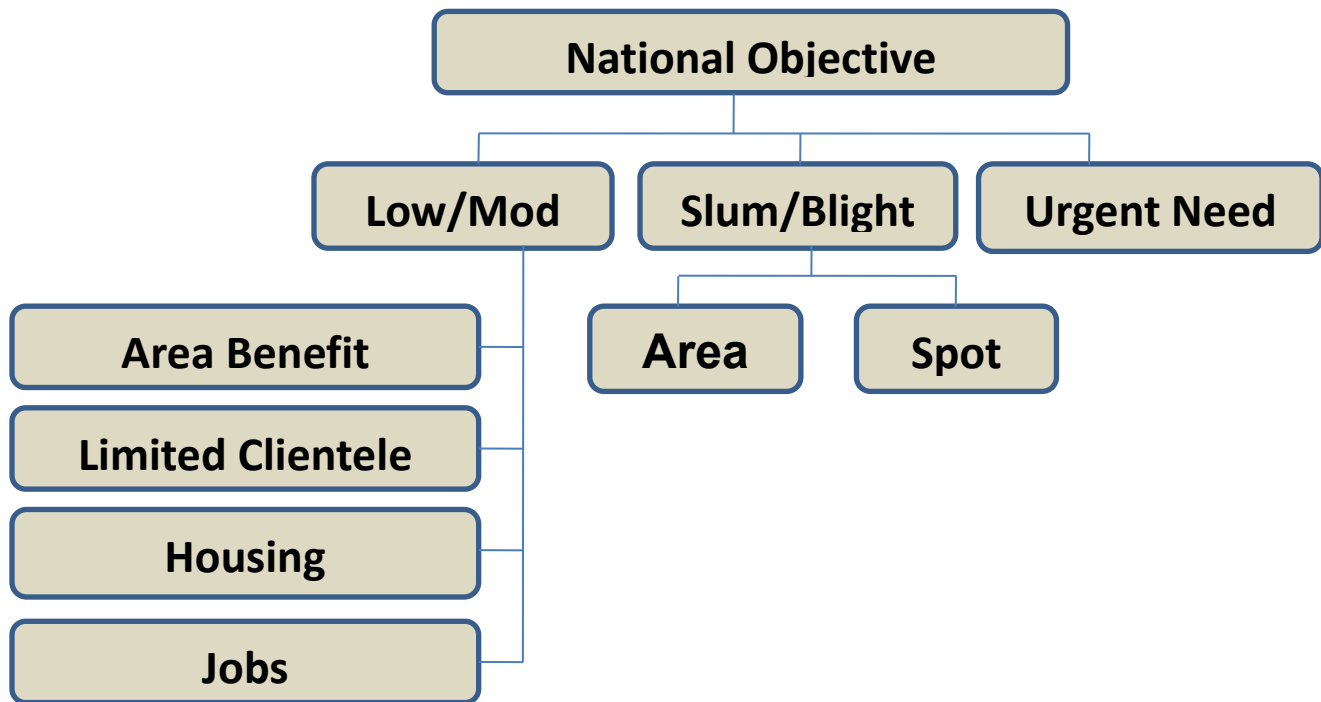 National Objective
Low/Mod
Slum/Blight
Urgent Need
Area
Spot
Area Benefit
Limited Clientele
Housing
Jobs